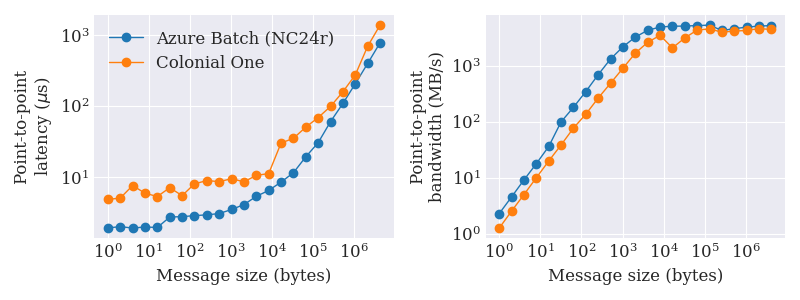 Point-to-point
latency (μs)
10³
10²
10¹
Azure Batch (NC24r)
Colonial One
10⁰ 10¹ 10² 10³ 10⁴ 10⁵ 10⁶
Message size (bytes)
Point-to-point
bandwidth (MB/s)
10³
10²
10¹
10⁰
10⁰ 10¹ 10² 10³ 10⁴ 10⁵ 10⁶
Message size (bytes)